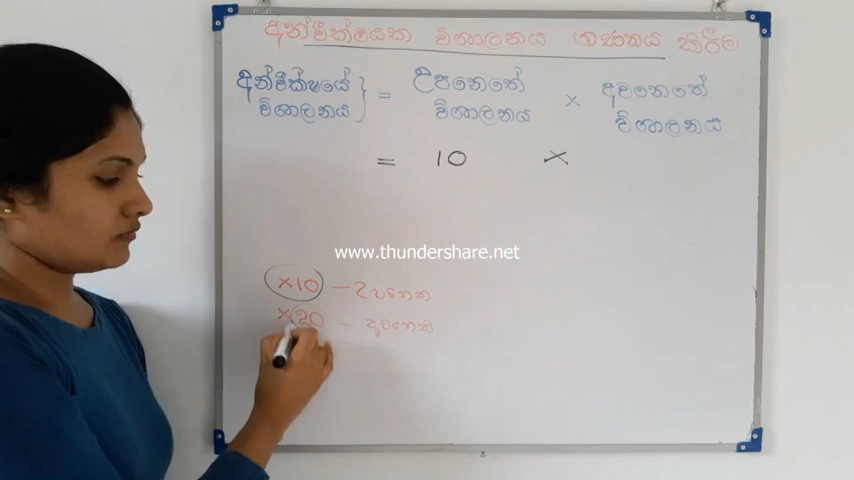 අන්වීක්ෂයක විශාලනය ගණනය කිරීම
අන්වීක්ෂයේ විශාලනය } = උපනෙතේ විශාලනය × අවනෙතේ විශාලනය
= 10 ×
www.thundershare.net
×10 – උපනෙත
×20 – අවනෙත